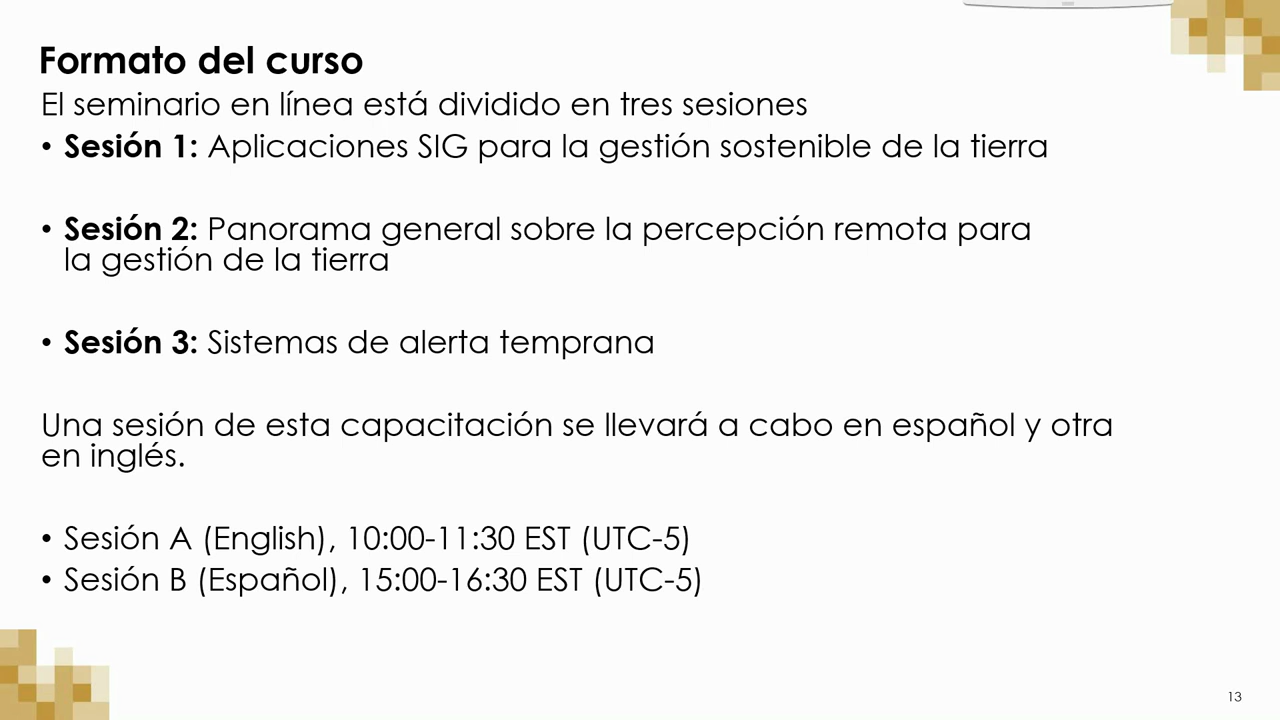 Formato del curso
El seminario en línea está dividido en tres sesiones
• Sesión 1: Aplicaciones SIG para la gestión sostenible de la tierra
• Sesión 2: Panorama general sobre la percepción remota para
la gestión de la tierra
• Sesión 3: Sistemas de alerta temprana
Una sesión de esta capacitación se llevará a cabo en español y otra
en inglés.
• Sesión A (English), 10:00-11:30 EST (UTC-5)
• Sesión B (Español), 15:00-16:30 EST (UTC-5)
13